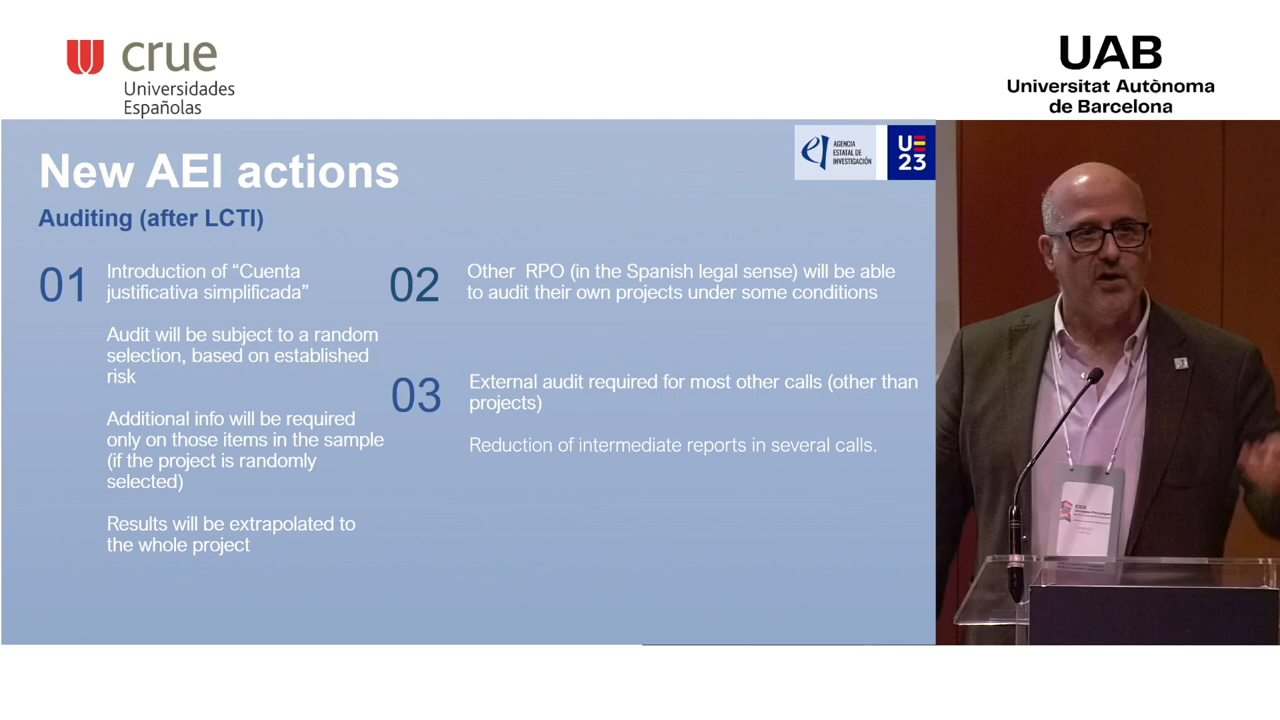 crue
Universidades
Españolas
UAB
Universitat Autònoma
de Barcelona
New AEI actions
Auditing (after LCTI)
AGENCIA
ESTATAL DE
INVESTIGACIÓN
UE
23
01
Introduction of “Cuenta
justificativa simplificada”
Audit will be subject to a random
selection, based on established
risk
Additional info will be required
only on those items in the sample
(if the project is randomly
selected)
Results will be extrapolated to
the whole project
02
Other RPO (in the Spanish legal sense) will be able
to audit their own projects under some conditions
03
External audit required for most other calls (other than
projects)
Reduction of intermediate reports in several calls.
XXIX